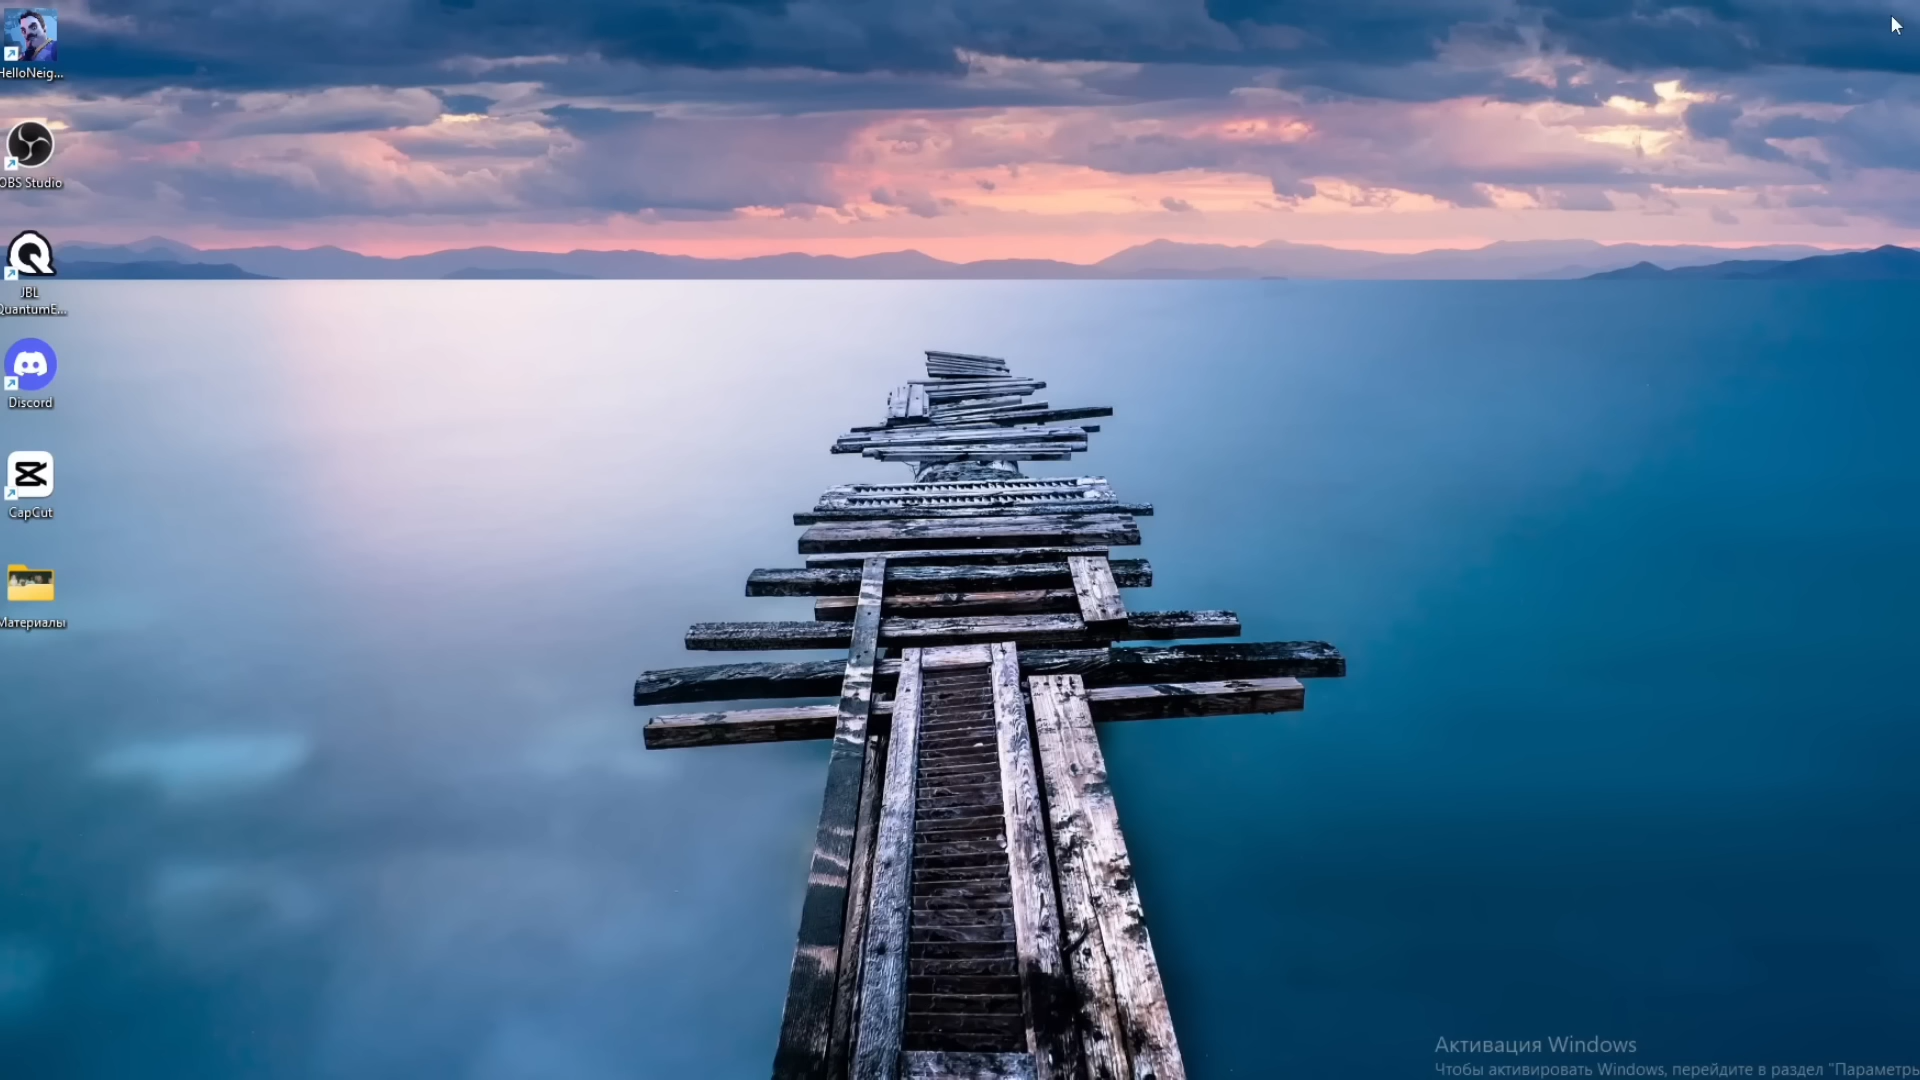 HelloNeig...
OBS Studio
JBL
QuantumE...
Discord
CapCut
Материалы
Активация Windows
Чтобы активировать Windows, перейдите в раздел "Параметры